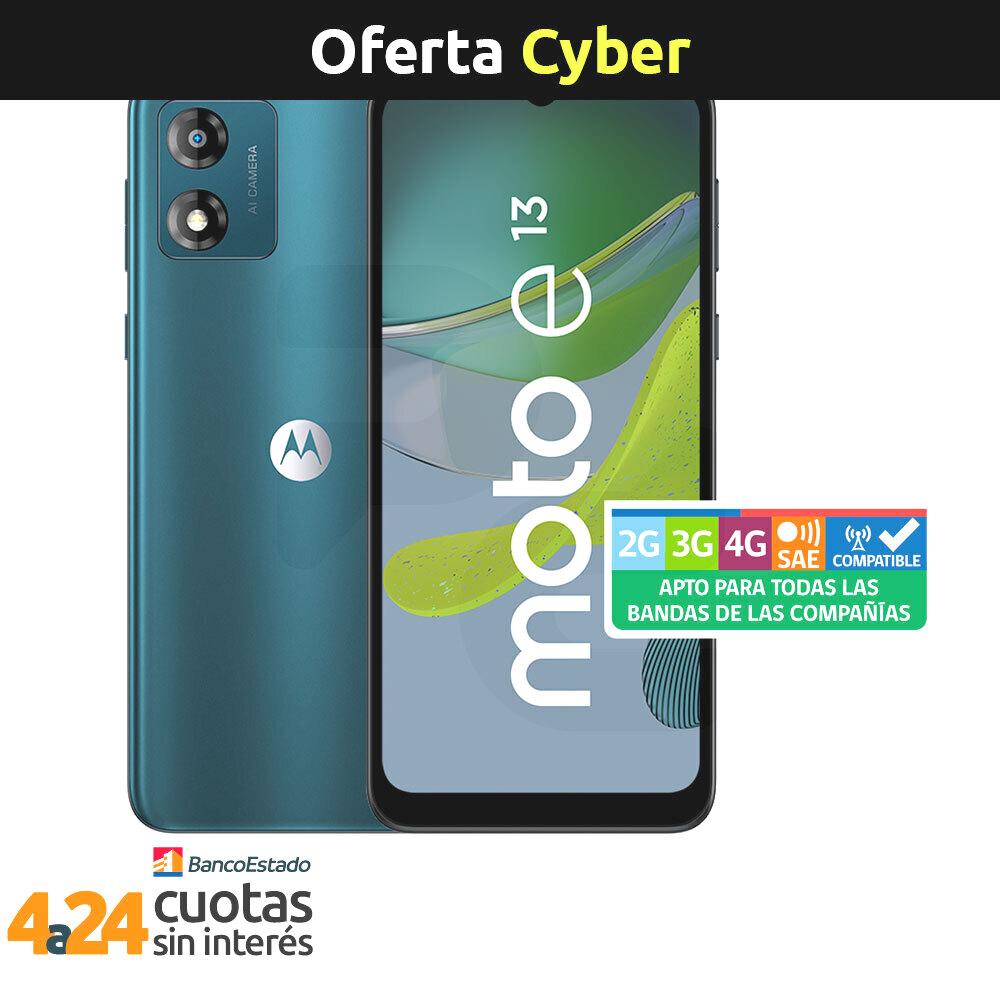 Oferta Cyber
AI CAMERA
moto e 13
2G 3G 4G SAE COMPATIBLE
APTO PARA TODAS LAS
BANDAS DE LAS COMPAÑÍAS
BancoEstado
4a24 cuotas
sin interés